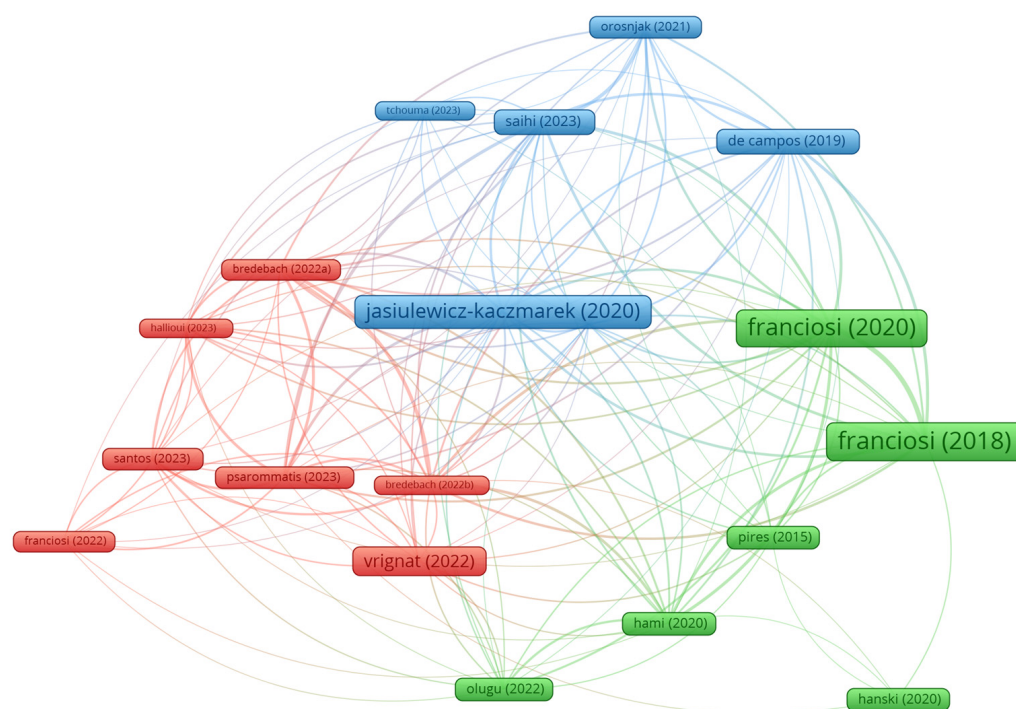 orosnjak (2021)
tchouma (2023)
saihi (2023)
de campos (2019)
bredebach (2022a)
jasiulewicz-kaczmarek (2020)
hallioui (2023)
franciosi (2020)
franciosi (2018)
santos (2023)
psarommatis (2023)
bredebach (2022b)
franciosi (2022)
pires (2015)
vrignat (2022)
hami (2020)
olugu (2022)
hanski (2020)